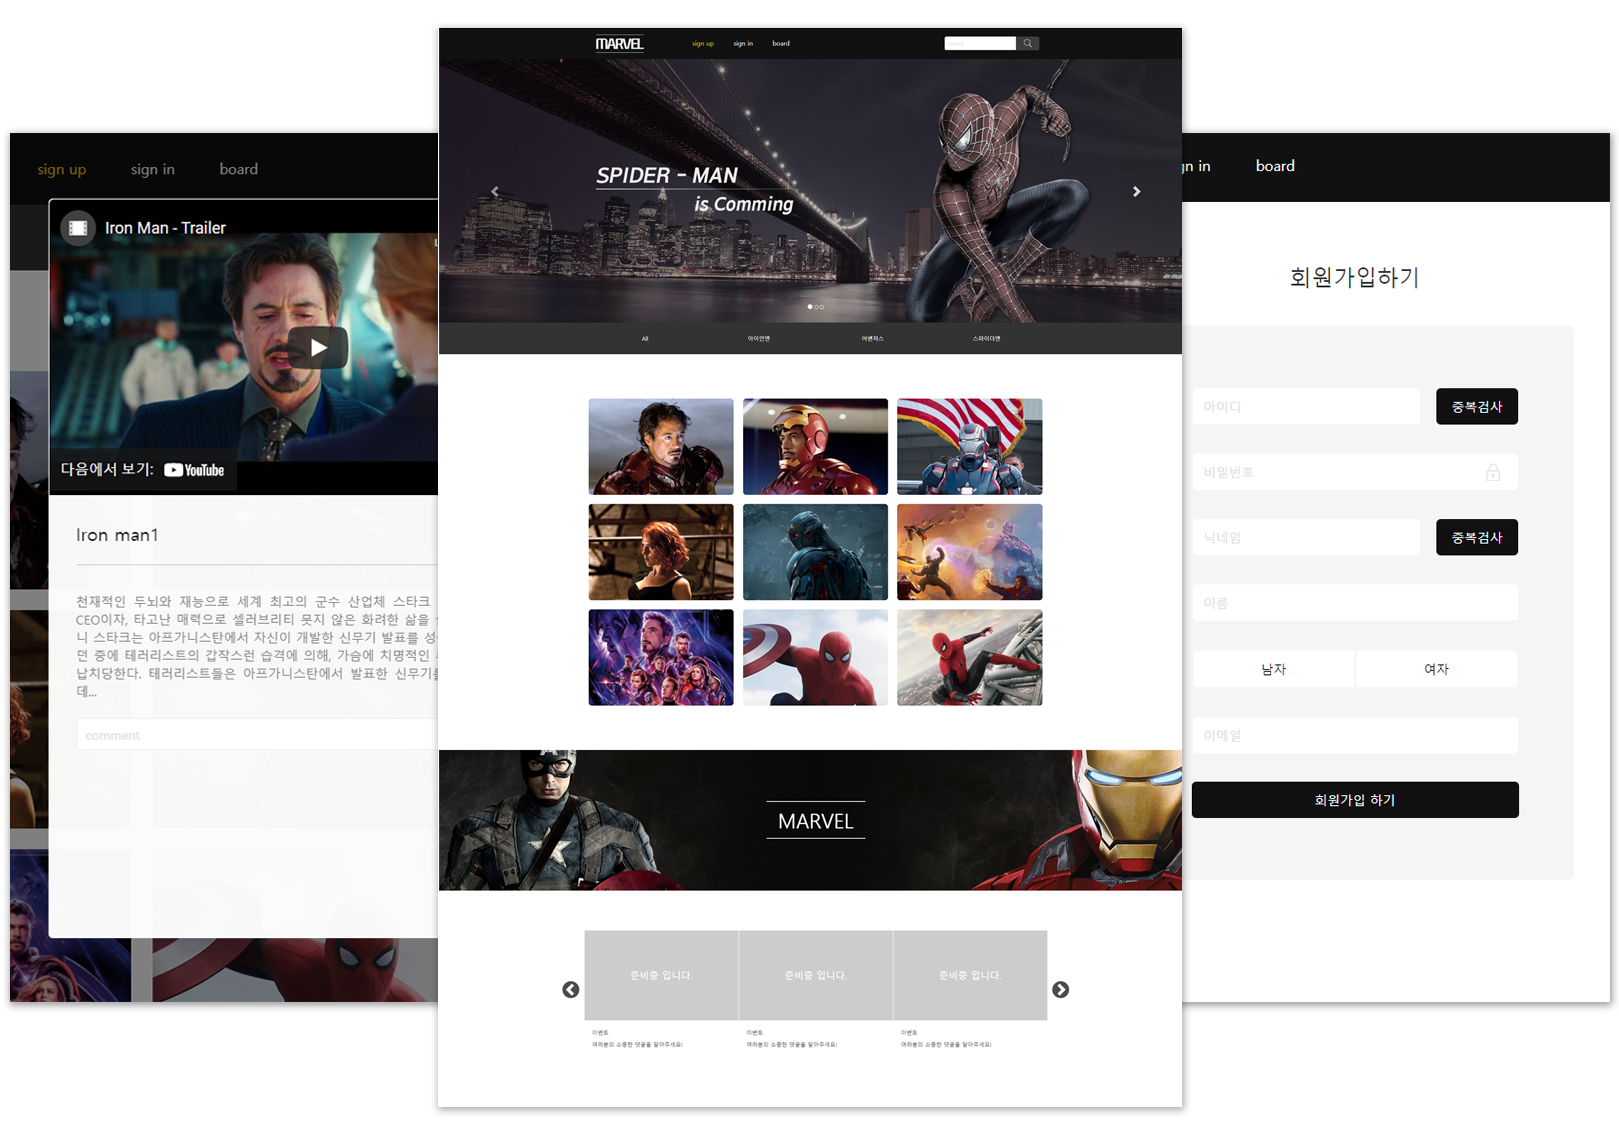 sign up
sign in
board
Iron Man - Trailer
다음에서 보기: YouTube
Iron man1
천재적인 두뇌와 재능으로 세계 최고의 군수 산업체 스타크
CEO이자, 타고난 매력으로 셀러브리티 못지 않은 화려한 삶을
니 스타크는 아프가니스탄에서 자신이 개발한 신무기 발표를 성
던 중에 테러리스트의 갑작스런 습격에 의해, 가슴에 치명적인
납치당한다. 테러리스트들은 아프가니스탄에서 발표한 신무기를
데...
comment
MARVEL
sign up
sign in
board
SPIDER - MAN
is Comming
All
아이언맨
어벤져스
스파이더맨
MARVEL
준비중 입니다.
준비중 입니다.
준비중 입니다.
이벤트
여러분의 소중한 댓글을 달아주세요!
이벤트
여러분의 소중한 댓글을 달아주세요!
이벤트
여러분의 소중한 댓글을 달아주세요!
gn in
board
회원가입하기
아이디
중복검사
비밀번호
닉네임
중복검사
이름
남자
여자
이메일
회원가입 하기